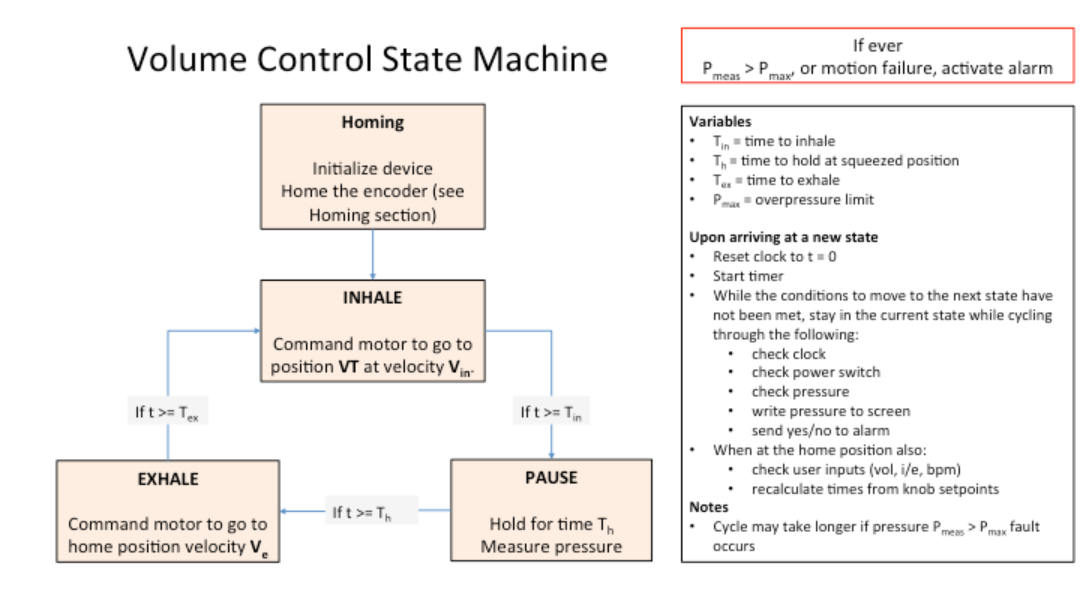 Volume Control State Machine
If ever
Pmeas > Pmax, or motion failure, activate alarm
Homing
Initialize device
Home the encoder (see
Homing section)
INHALE
Command motor to go to
position VT at velocity Vin.
If t >= Tex
If t >= Tin
EXHALE
Command motor to go to
home position velocity Ve
If t >= Th
PAUSE
Hold for time Th
Measure pressure
Variables
• Tin = time to inhale
• Th = time to hold at squeezed position
• Tex = time to exhale
• Pmax = overpressure limit
Upon arriving at a new state
• Reset clock to t = 0
• Start timer
• While the conditions to move to the next state have
not been met, stay in the current state while cycling
through the following:
• check clock
• check power switch
• check pressure
• write pressure to screen
• send yes/no to alarm
• When at the home position also:
• check user inputs (vol, i/e, bpm)
• recalculate times from knob setpoints
Notes
• Cycle may take longer if pressure Pmeas > Pmax fault
occurs